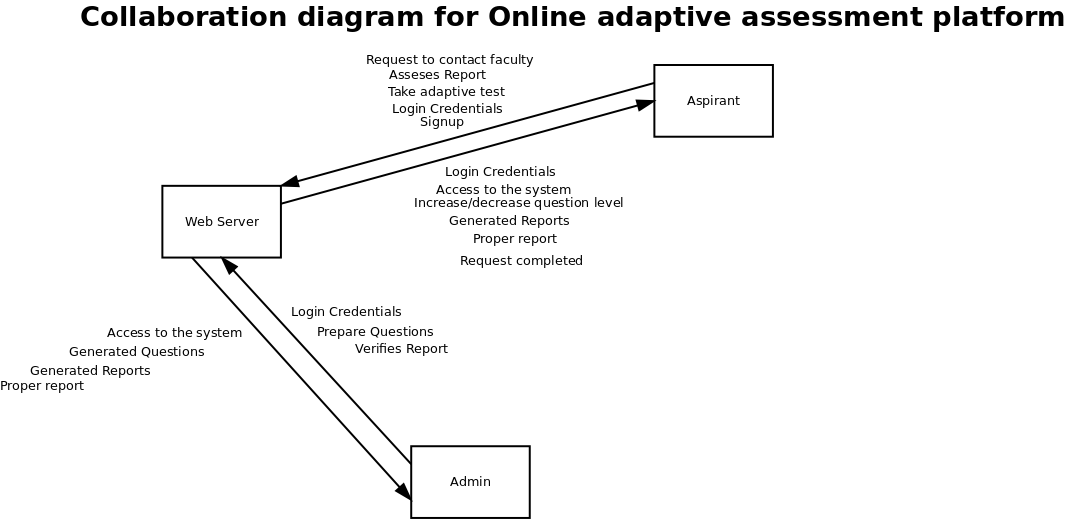 Collaboration diagram for Online adaptive assessment platform
Request to contact faculty
Asseses Report
Take adaptive test
Login Credentials
Signup
Aspirant
Login Credentials
Access to the system
Increase/decrease question level
Generated Reports
Proper report
Request completed
Web Server
Login Credentials
Prepare Questions
Verifies Report
Access to the system
Generated Questions
Generated Reports
Proper report
Admin